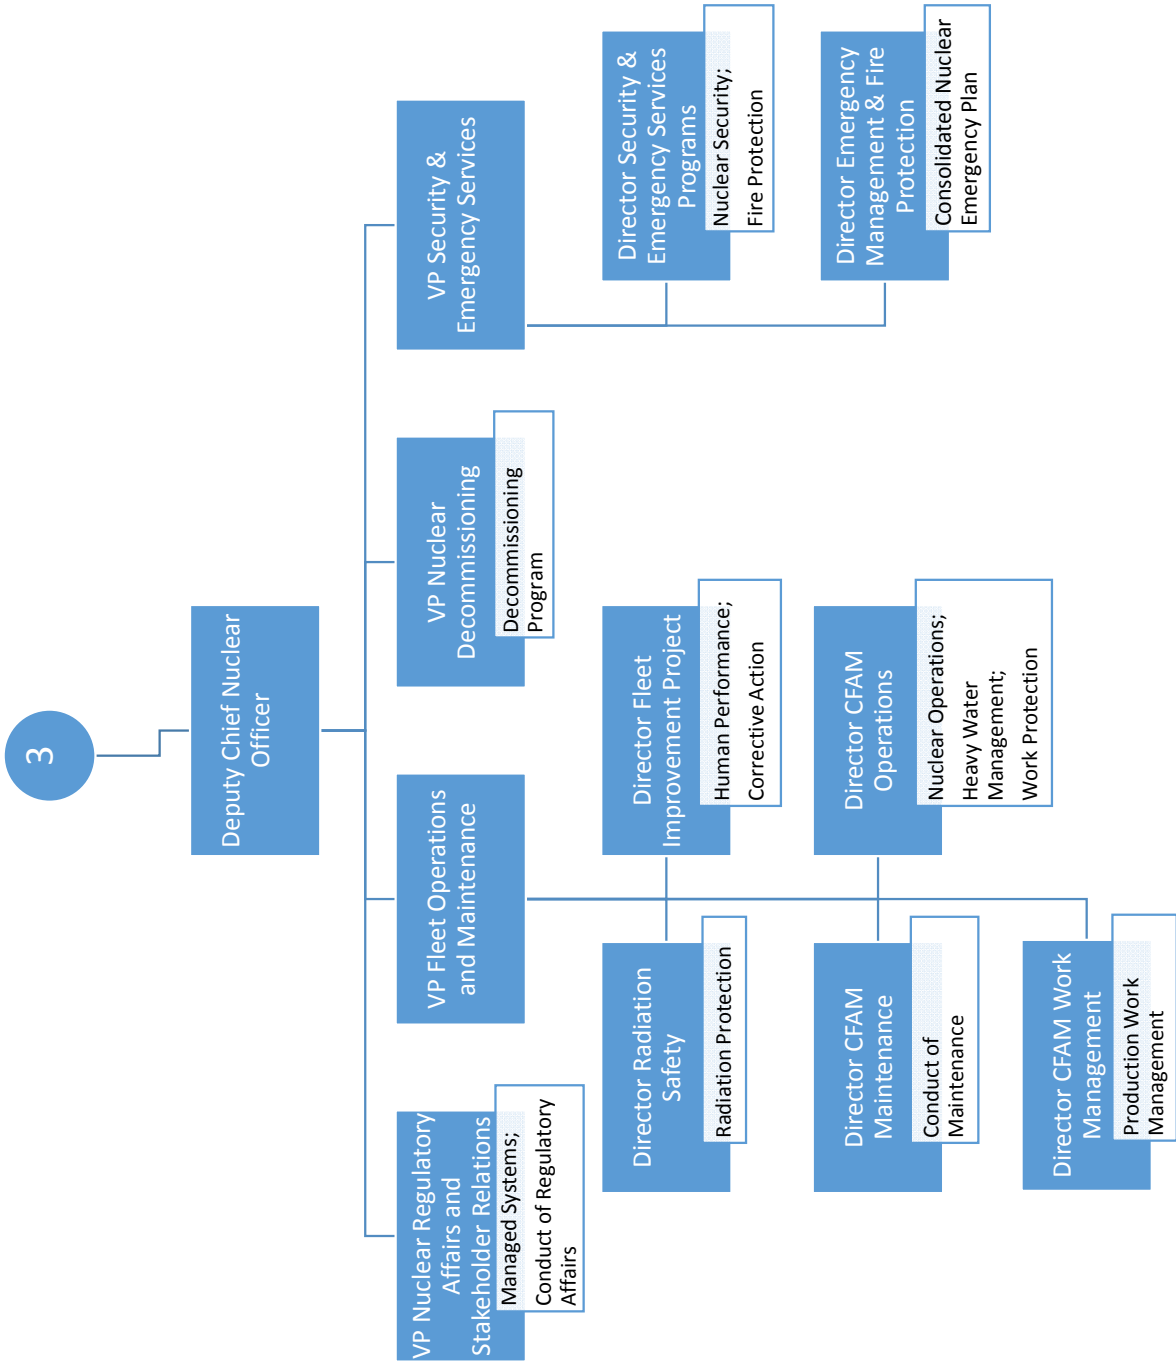 3
Deputy Chief Nuclear
Officer
VP Nuclear Regulatory
Affairs and
Stakeholder Relations
Managed Systems;
Conduct of Regulatory
Affairs
VP Fleet Operations
and Maintenance
VP Nuclear
Decommissioning
Decommissioning
Program
VP Security &
Emergency Services
Director Radiation
Safety
Radiation Protection
Director Fleet
Improvement Project
Human Performance;
Corrective Action
Director Security &
Emergency Services
Programs
Nuclear Security;
Fire Protection
Director CFAM
Maintenance
Conduct of
Maintenance
Director CFAM
Operations
Nuclear Operations;
Heavy Water
Management;
Work Protection
Director Emergency
Management & Fire
Protection
Consolidated Nuclear
Emergency Plan
Director CFAM Work
Management
Production Work
Management